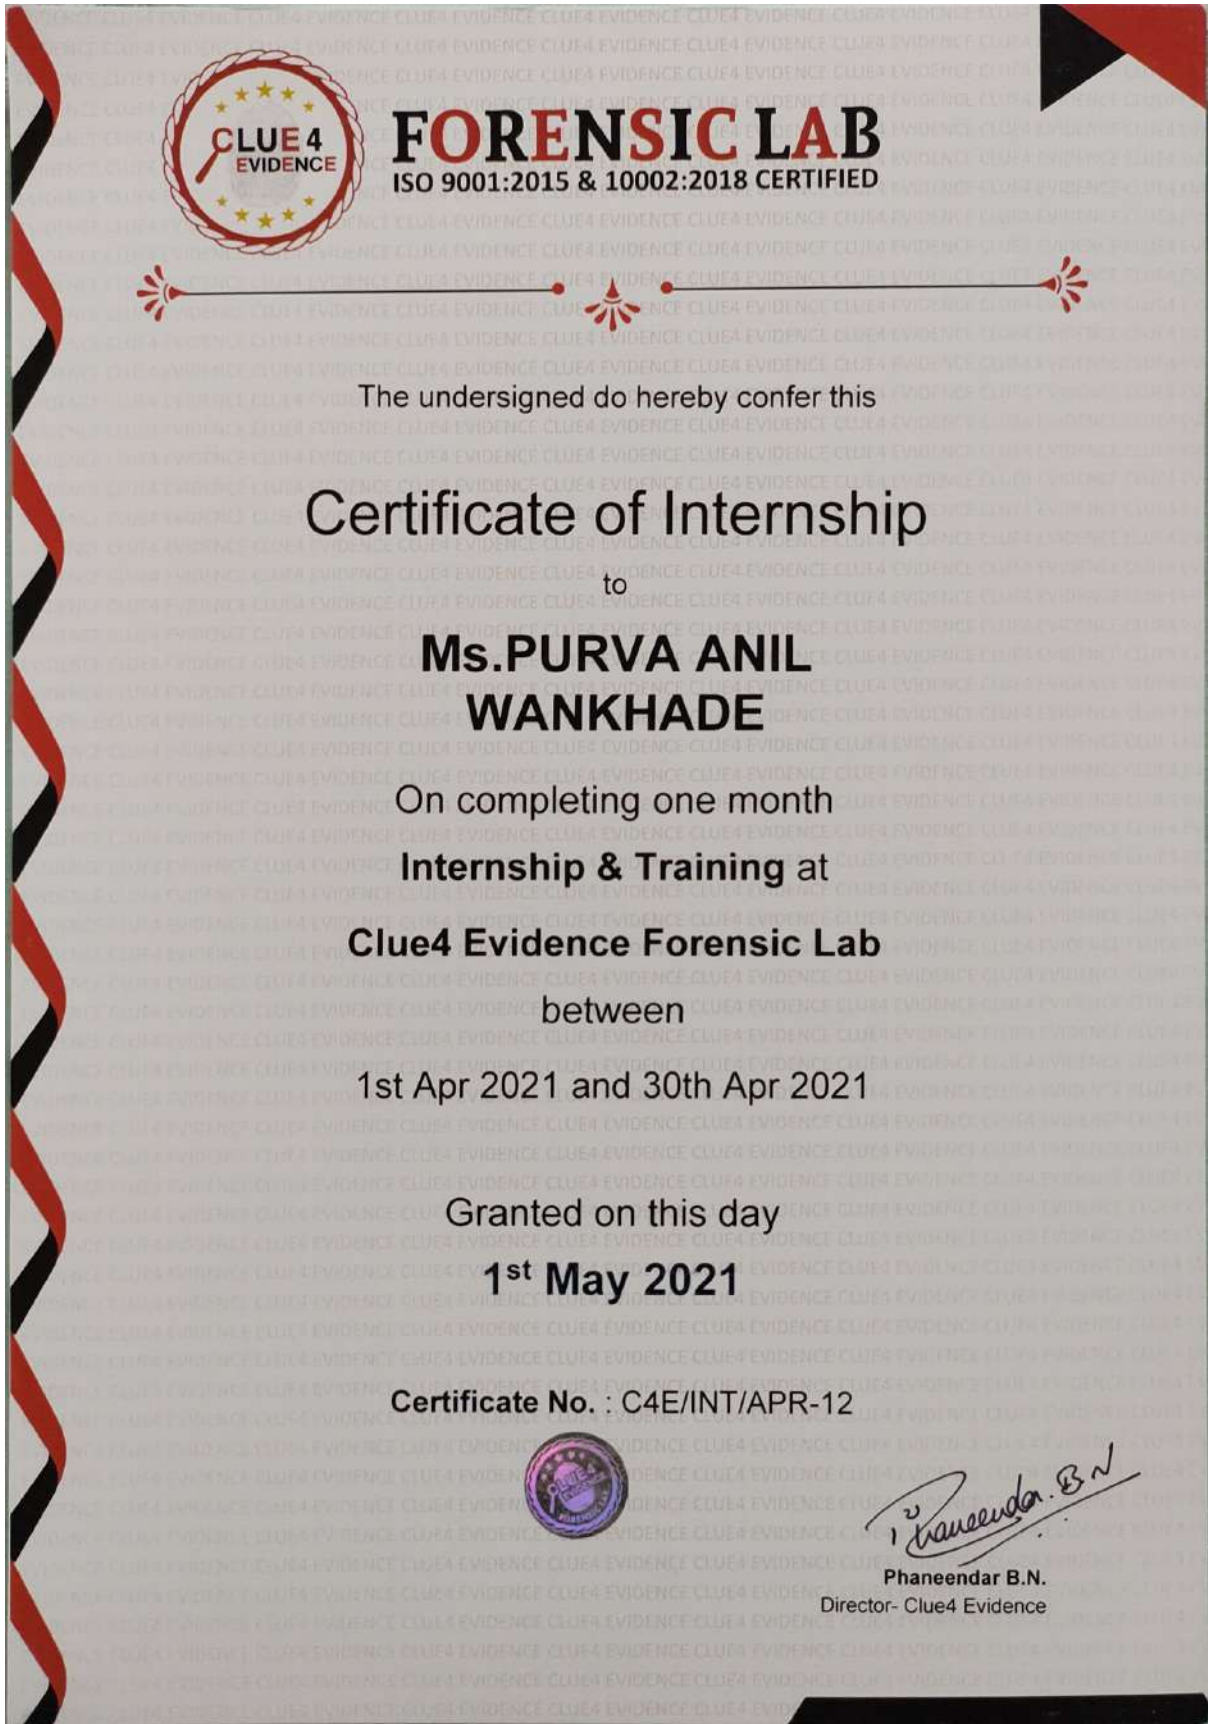 CLUE 4
EVIDENCE
FORENSIC LAB
ISO 9001:2015 & 10002:2018 CERTIFIED
The undersigned do hereby confer this
Certificate of Internship
to
Ms.PURVA ANIL
WANKHADE
On completing one month
Internship & Training at
Clue4 Evidence Forensic Lab
between
1st Apr 2021 and 30th Apr 2021
Granted on this day
1st May 2021
Certificate No. : C4E/INT/APR-12
Phaneendar. B N
Phaneendar B.N.
Director- Clue4 Evidence